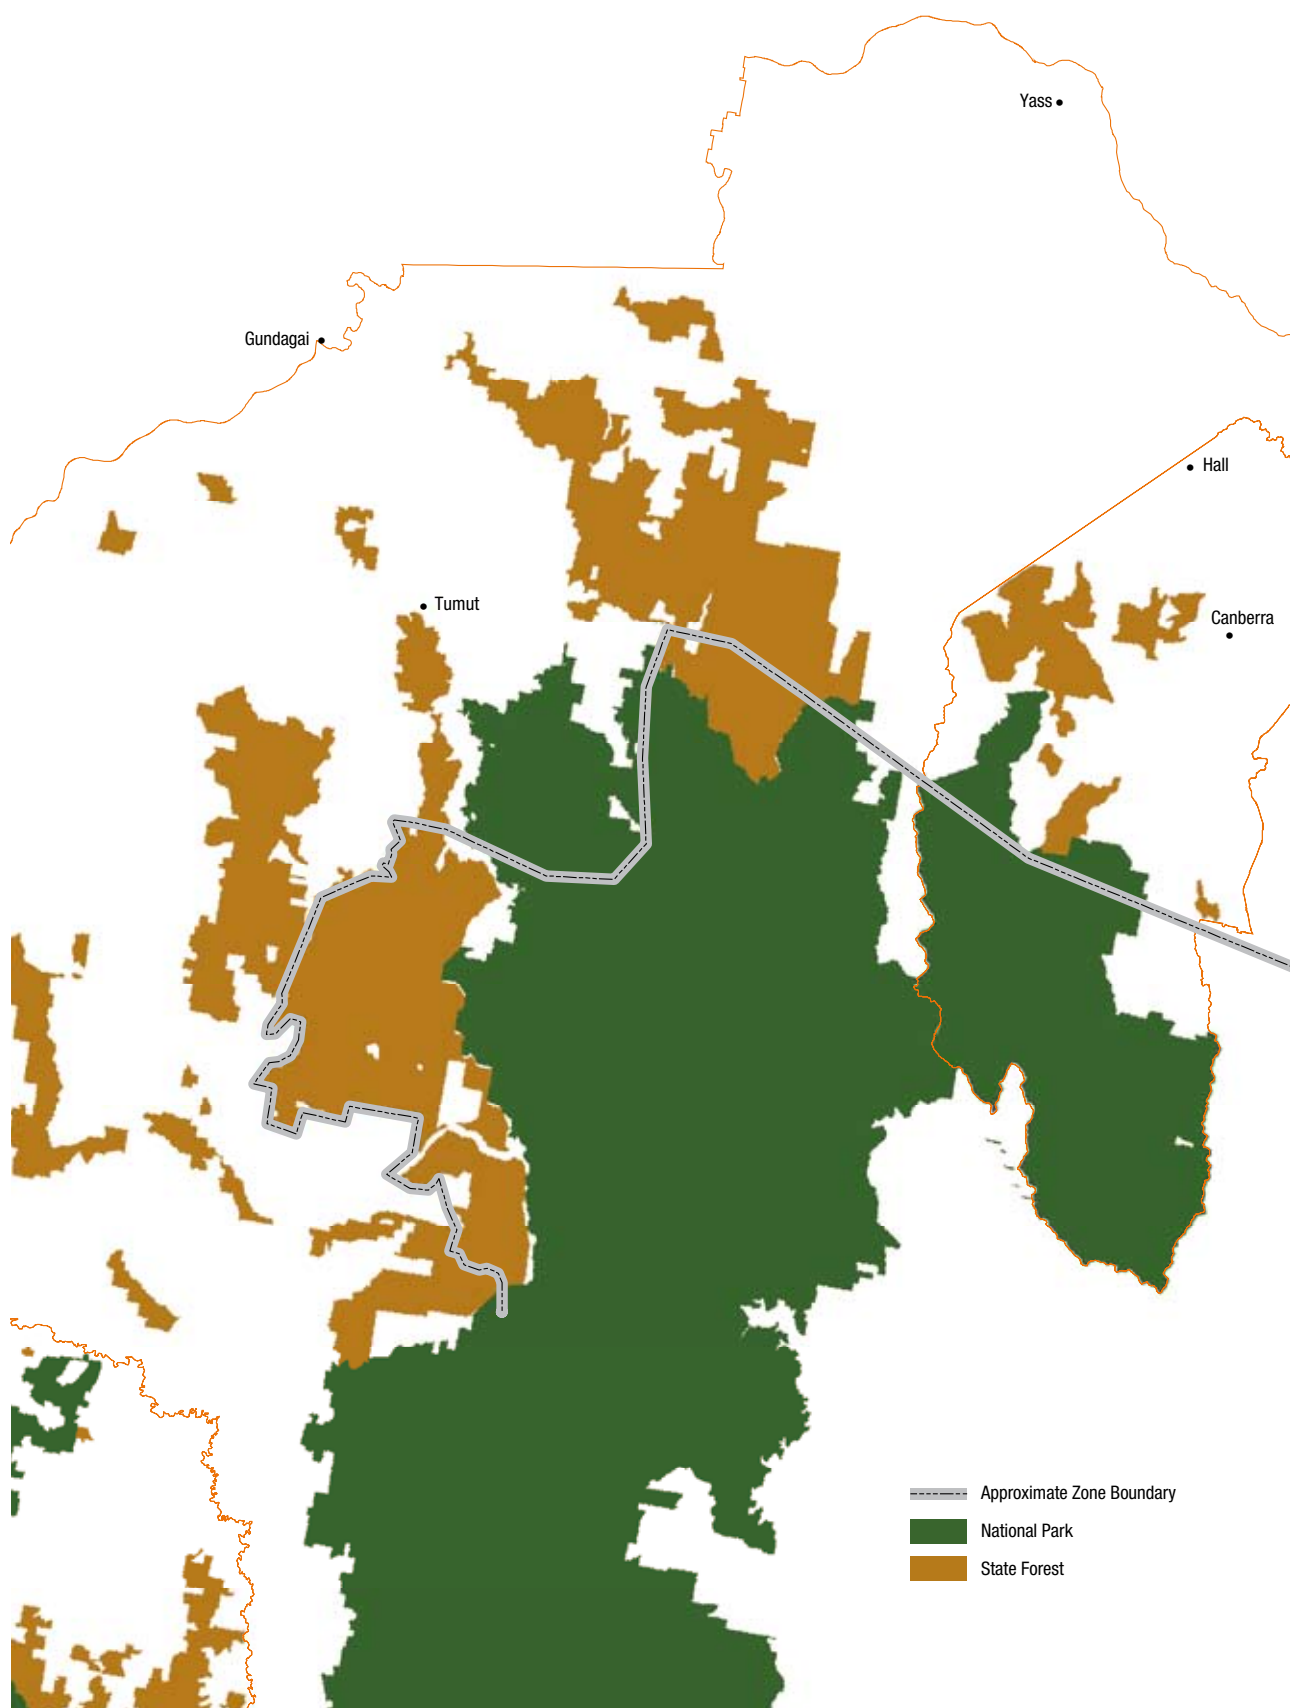 Yass
Gundagai
Hall
Tumut
Canberra
Approximate Zone Boundary
National Park
State Forest